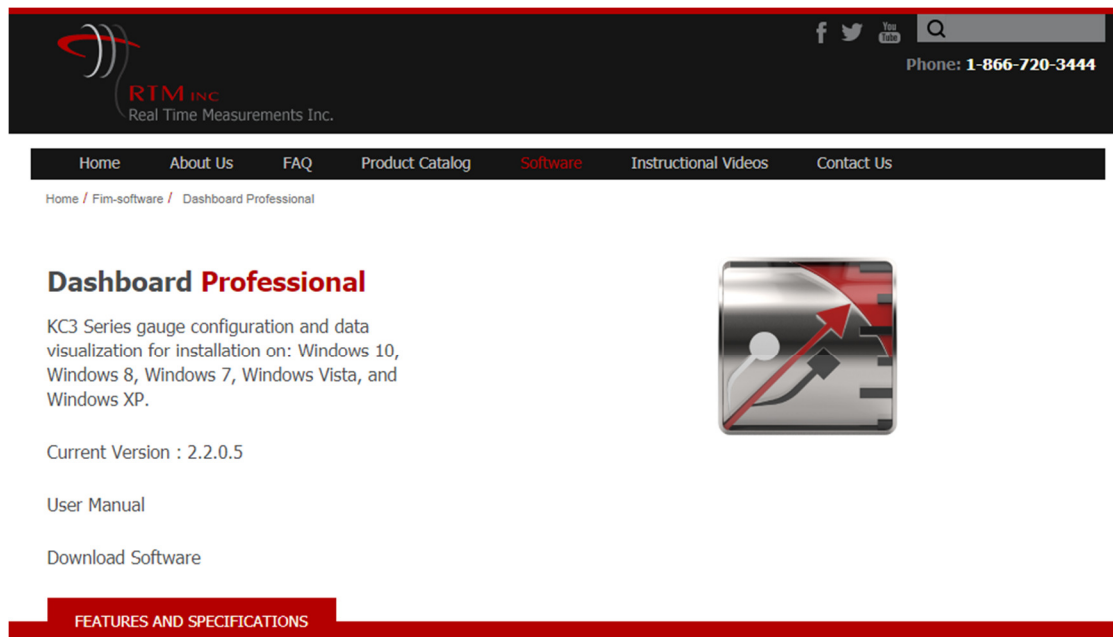 You
Tube
Phone: 1-866-720-3444
RTM INC
Real Time Measurements Inc.
Home About Us FAQ Product Catalog Software Instructional Videos Contact Us
Home / Fim-software / Dashboard Professional
Dashboard Professional
KC3 Series gauge configuration and data
visualization for installation on: Windows 10,
Windows 8, Windows 7, Windows Vista, and
Windows XP.
Current Version : 2.2.0.5
User Manual
Download Software
FEATURES AND SPECIFICATIONS